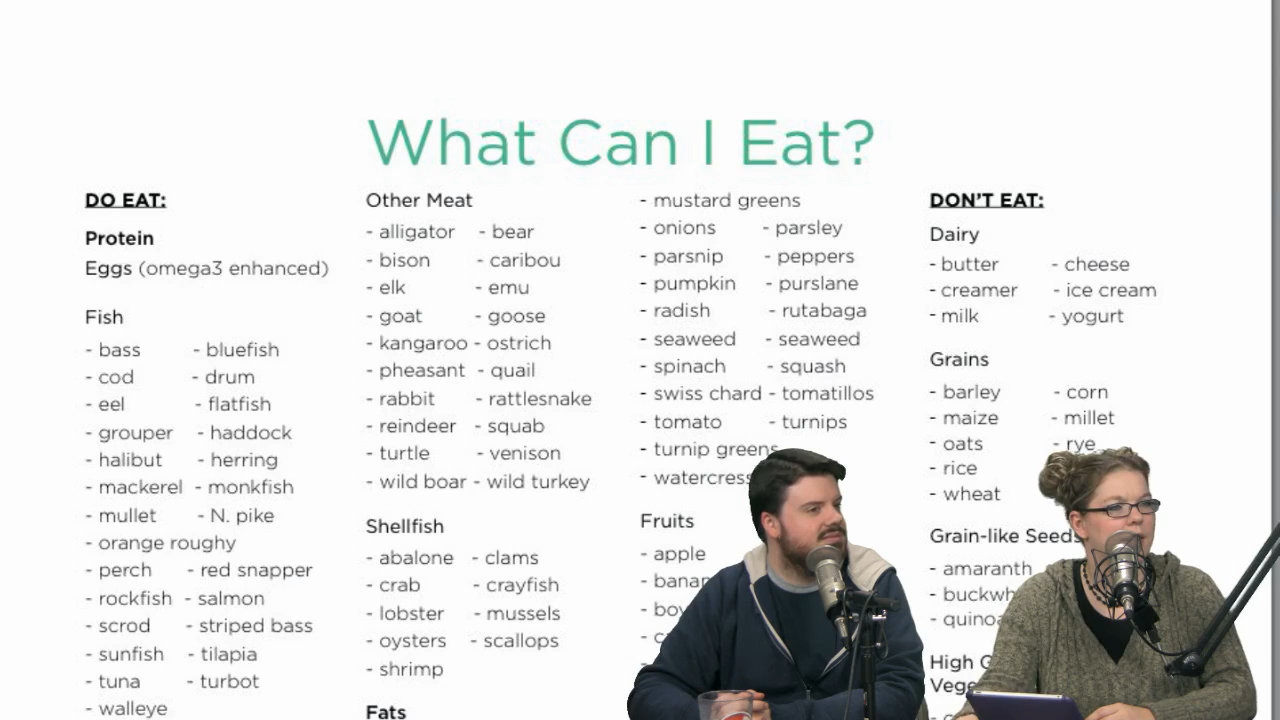 What Can I Eat?
DO EAT:
Protein
Eggs (omega3 enhanced)
Fish
- bass - bluefish
- cod - drum
- eel - flatfish
- grouper - haddock
- halibut - herring
- mackerel - monkfish
- mullet - N. pike
- orange roughy
- perch - red snapper
- rockfish - salmon
- scrod - striped bass
- sunfish - tilapia
- tuna - turbot
- walleye
Other Meat
- alligator - bear
- bison - caribou
- elk - emu
- goat - goose
- kangaroo - ostrich
- pheasant - quail
- rabbit - rattlesnake
- reindeer - squab
- turtle - venison
- wild boar - wild turkey
Shellfish
- abalone - clams
- crab - crayfish
- lobster - mussels
- oysters - scallops
- shrimp
Fats
- mustard greens
- onions - parsley
- parsnip - peppers
- pumpkin - purslane
- radish - rutabaga
- seaweed - seaweed
- spinach - squash
- swiss chard - tomatillos
- tomato - turnips
- turnip greens
- watercress
Fruits
- apple
DON'T EAT:
Dairy
- butter - cheese
- creamer - ice cream
- milk - yogurt
Grains
- barley - corn
- maize - millet
- oats - rye
- rice
- wheat
Grain-like Seeds
- amaranth
- quinoa